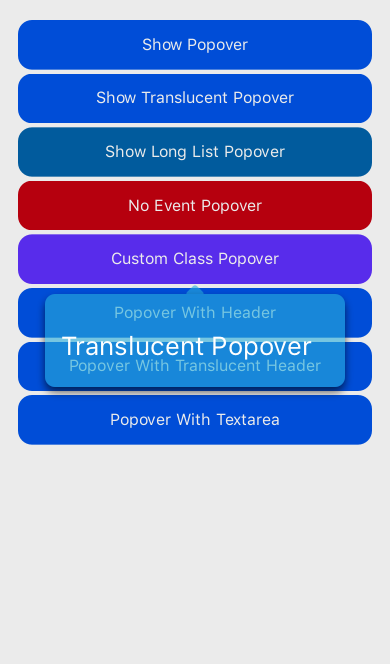 Show Popover
Show Translucent Popover
Show Long List Popover
No Event Popover
Custom Class Popover
Popover With Header
Translucent Popover
Popover With Translucent Header
Popover With Textarea